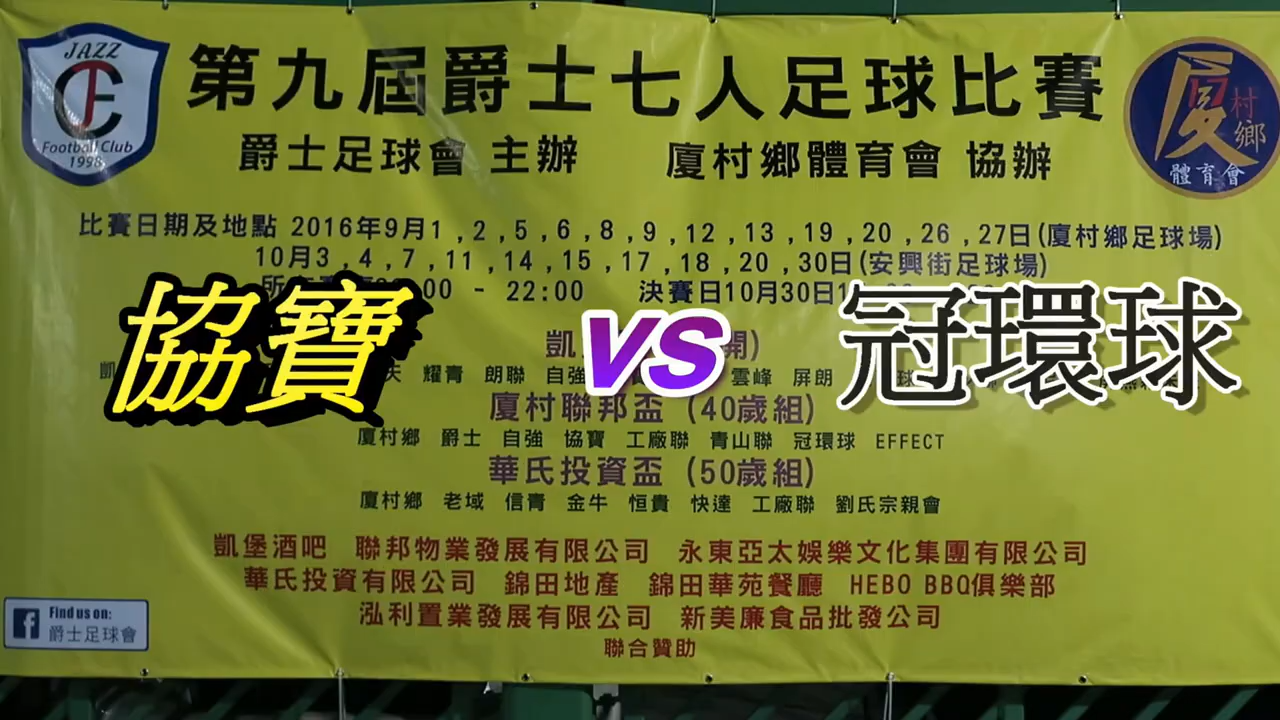 JAZZ
CFT
Football Club
1998
第九屆爵士七人足球比賽
廈
村
鄉
體育會
爵士足球會 主辦 廈村鄉體育會 協辦
比賽日期及地點 2016年9月1 ,2 ,5 ,6 ,8 ,9 ,12 ,13 ,19 ,20 ,26 ,27日(廈村鄉足球場)
10月3 ,4 ,7 ,11 ,14 ,15 ,17 ,18 ,20 ,30日(安興街足球場)
所 00 - 22:00 決賽日10月30日1
協寶 VS 冠環球
凱 開)
耀青 朗聯 自強 雲峰 屏朗
廈村聯邦盃 (40歲組)
廈村鄉 爵士 自強 協寶 工廠聯 青山聯 冠環球 EFFECT
華氏投資盃 (50歲組)
廈村鄉 老域 信青 金牛 恒貴 快達 工廠聯 劉氏宗親會
凱堡酒吧 聯邦物業發展有限公司 永東亞太娛樂文化集團有限公司
華氏投資有限公司 錦田地產 錦田華苑餐廳 HEBO BBQ俱樂部
泓利置業發展有限公司 新美廉食品批發公司
聯合贊助
Find us on:
爵士足球會